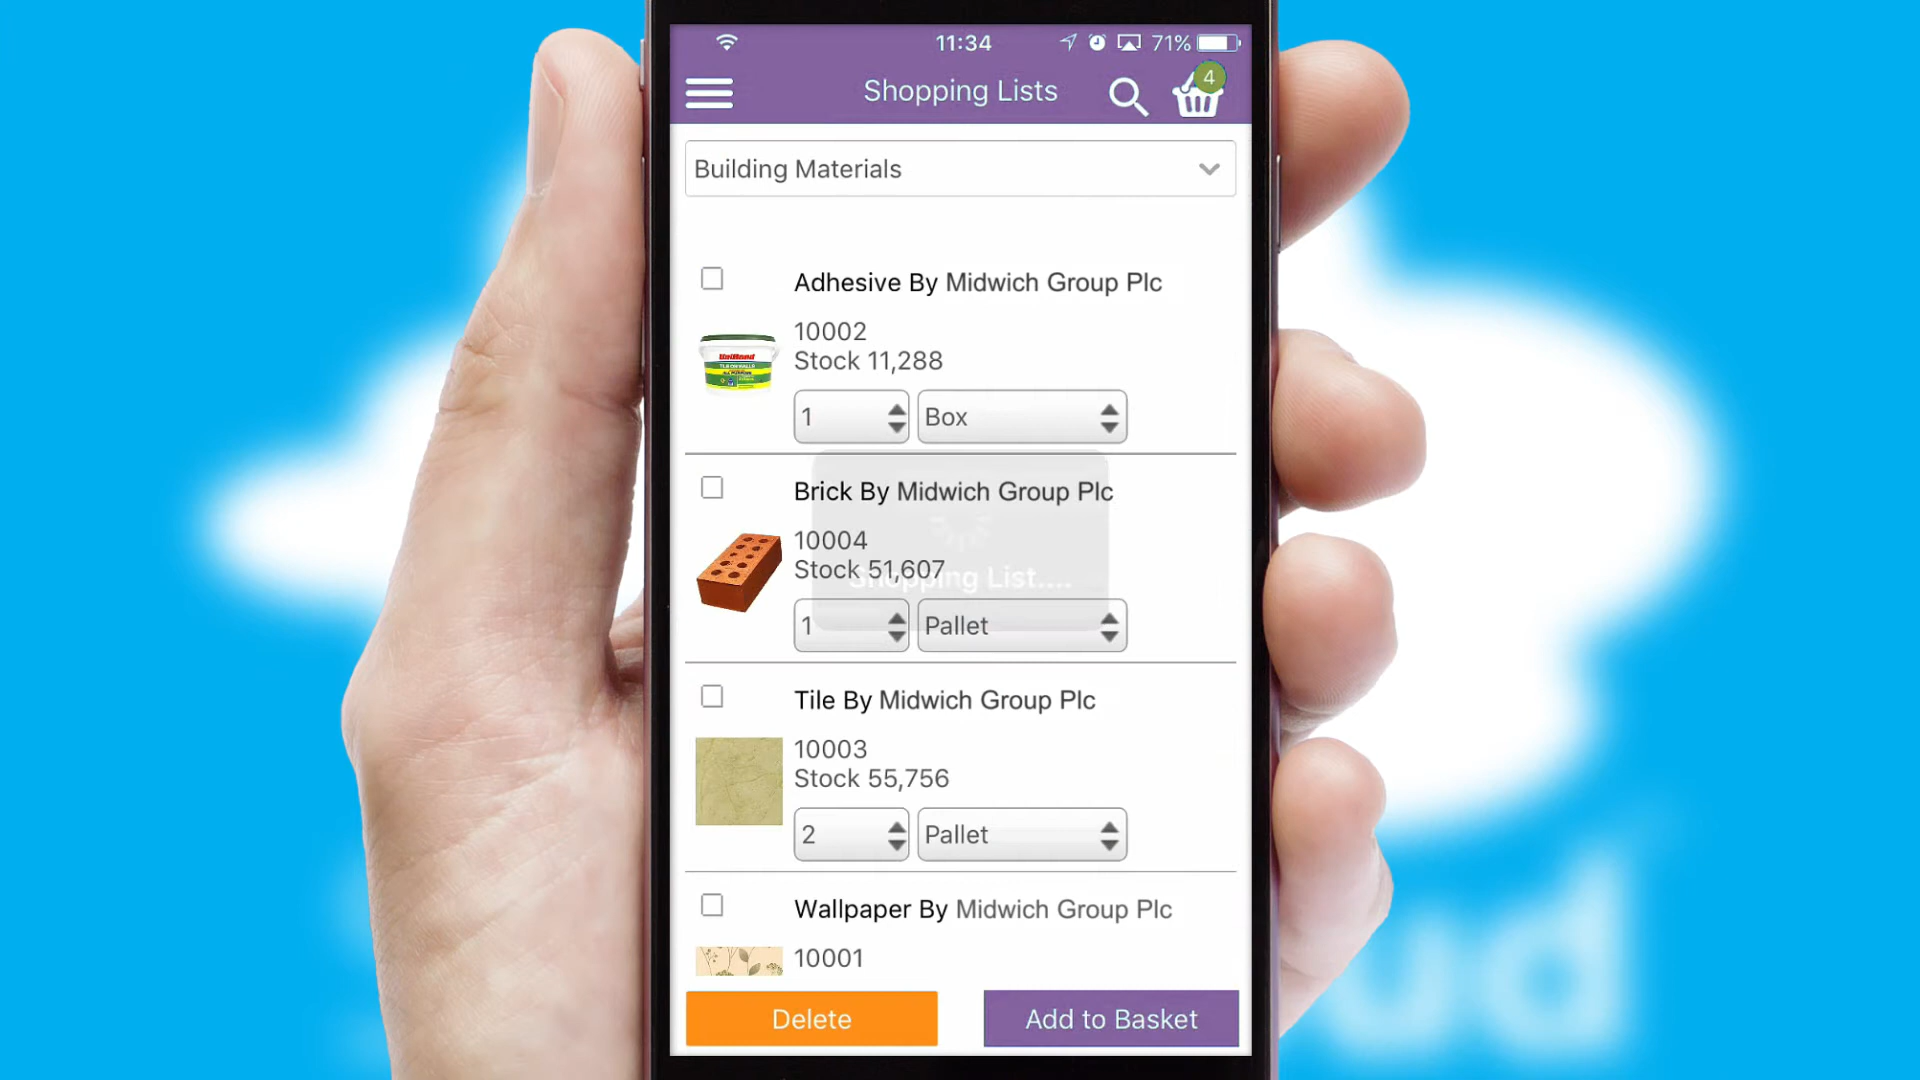 11:34
71%
Shopping Lists
4
Building Materials
Adhesive By Midwich Group Plc
10002
Stock 11,288
1
Box
Brick By Midwich Group Plc
10004
Stock 51,607
Shopping List....
1
Pallet
Tile By Midwich Group Plc
10003
Stock 55,756
2
Pallet
Wallpaper By Midwich Group Plc
10001
Delete
Add to Basket